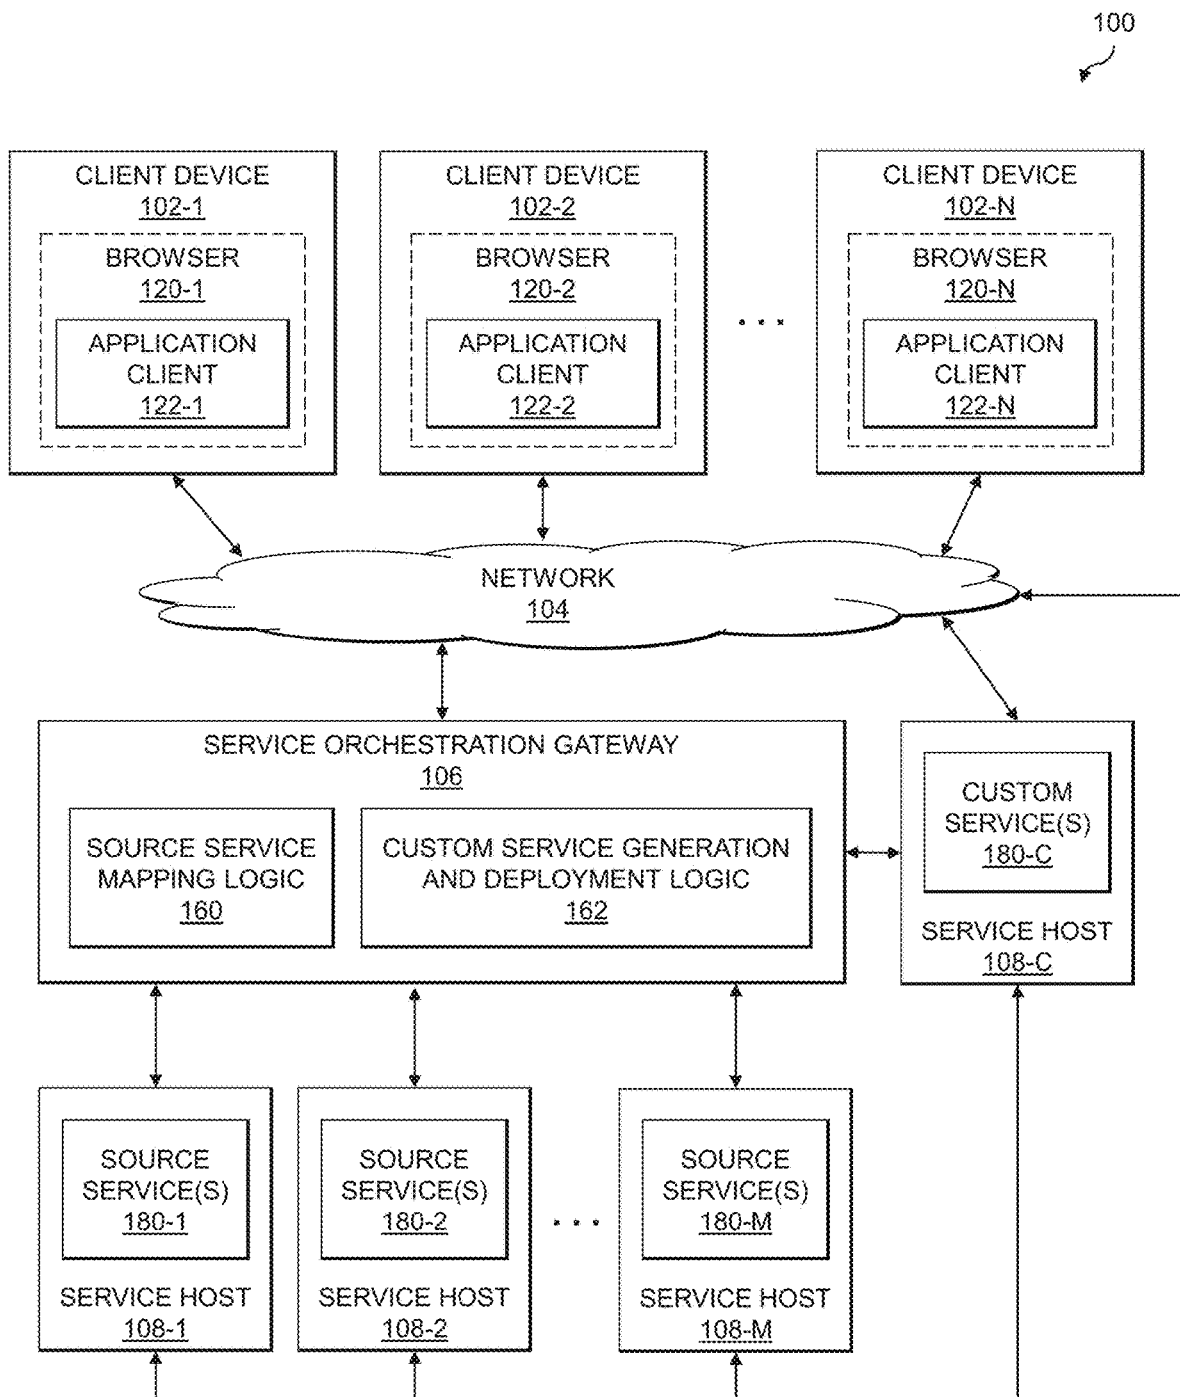 100
CLIENT DEVICE
102-1
BROWSER
120-1
APPLICATION
CLIENT
122-1
CLIENT DEVICE
102-2
BROWSER
120-2
APPLICATION
CLIENT
122-2
. . .
CLIENT DEVICE
102-N
BROWSER
120-N
APPLICATION
CLIENT
122-N
NETWORK
104
SERVICE ORCHESTRATION GATEWAY
106
SOURCE SERVICE
MAPPING LOGIC
160
CUSTOM SERVICE GENERATION
AND DEPLOYMENT LOGIC
162
CUSTOM
SERVICE(S)
180-C
SERVICE HOST
108-C
SOURCE
SERVICE(S)
180-1
SERVICE HOST
108-1
SOURCE
SERVICE(S)
180-2
SERVICE HOST
108-2
. . .
SOURCE
SERVICE(S)
180-M
SERVICE HOST
108-M